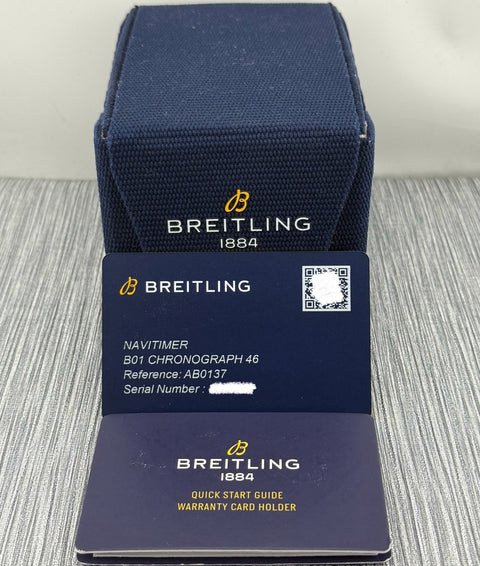 BREITLING
1884
BREITLING
NAVITIMER
B01 CHRONOGRAPH 46
Reference: AB0137
Serial Number :
BREITLING
1884
QUICK START GUIDE
WARRANTY CARD HOLDER